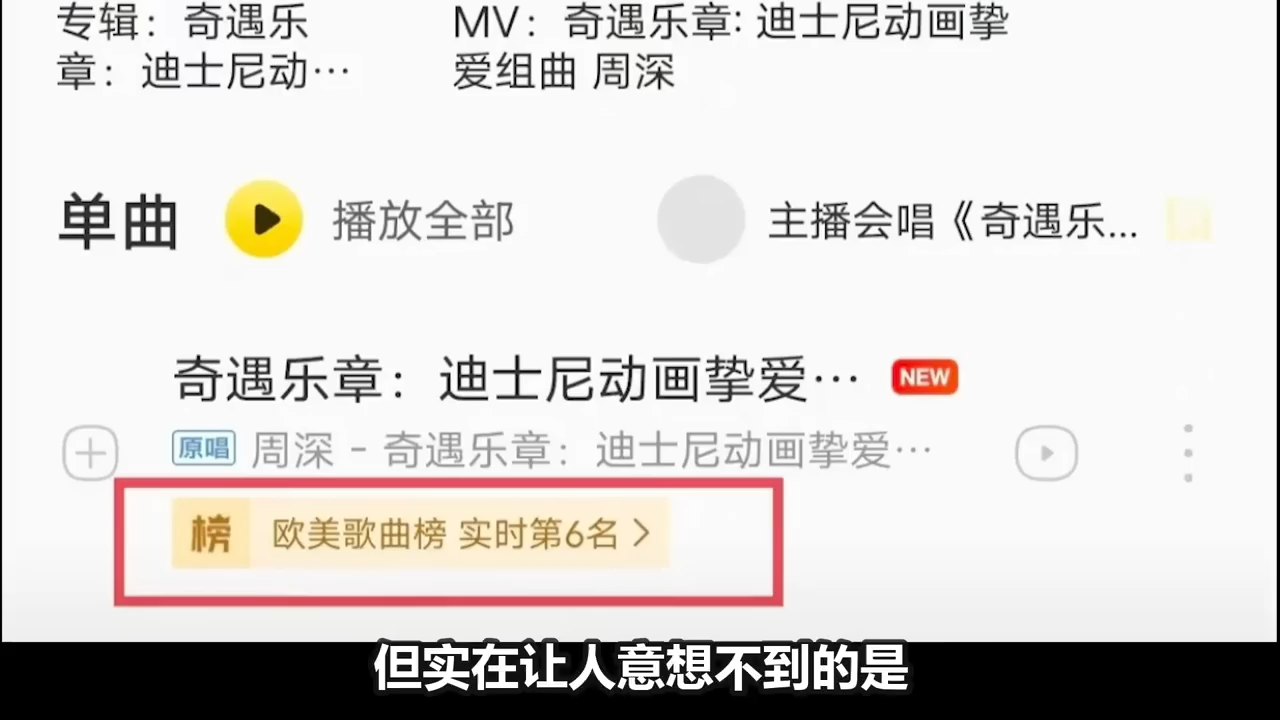 专辑：奇遇乐
章：迪士尼动…
MV：奇遇乐章: 迪士尼动画挚
爱组曲 周深
单曲
播放全部
主播会唱《奇遇乐...
奇遇乐章：迪士尼动画挚爱…
NEW
原唱 周深 - 奇遇乐章：迪士尼动画挚爱…
榜 欧美歌曲榜 实时第6名 >
但实在让人意想不到的是